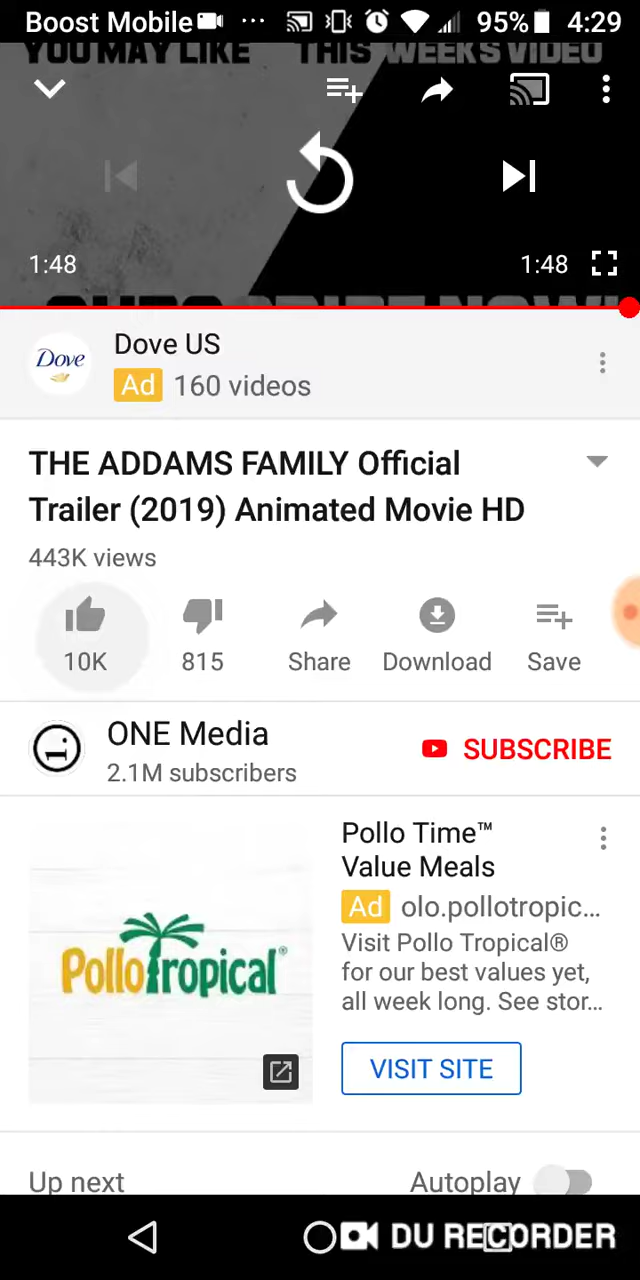 Boost Mobile ... 95% 4:29
YOU MAY LIKE THIS WEEKS VIDEO
1:48 1:48
SUBSCRIBE NOW!
Dove
Dove US
Ad 160 videos
THE ADDAMS FAMILY Official
Trailer (2019) Animated Movie HD
443K views
10K 815 Share Download Save
ONE Media
2.1M subscribers
SUBSCRIBE
PolloTropical®
Pollo Time™
Value Meals
Ad olo.pollotropic...
Visit Pollo Tropical®
for our best values yet,
all week long. See stor...
VISIT SITE
Up next Autoplay
DU RECORDER